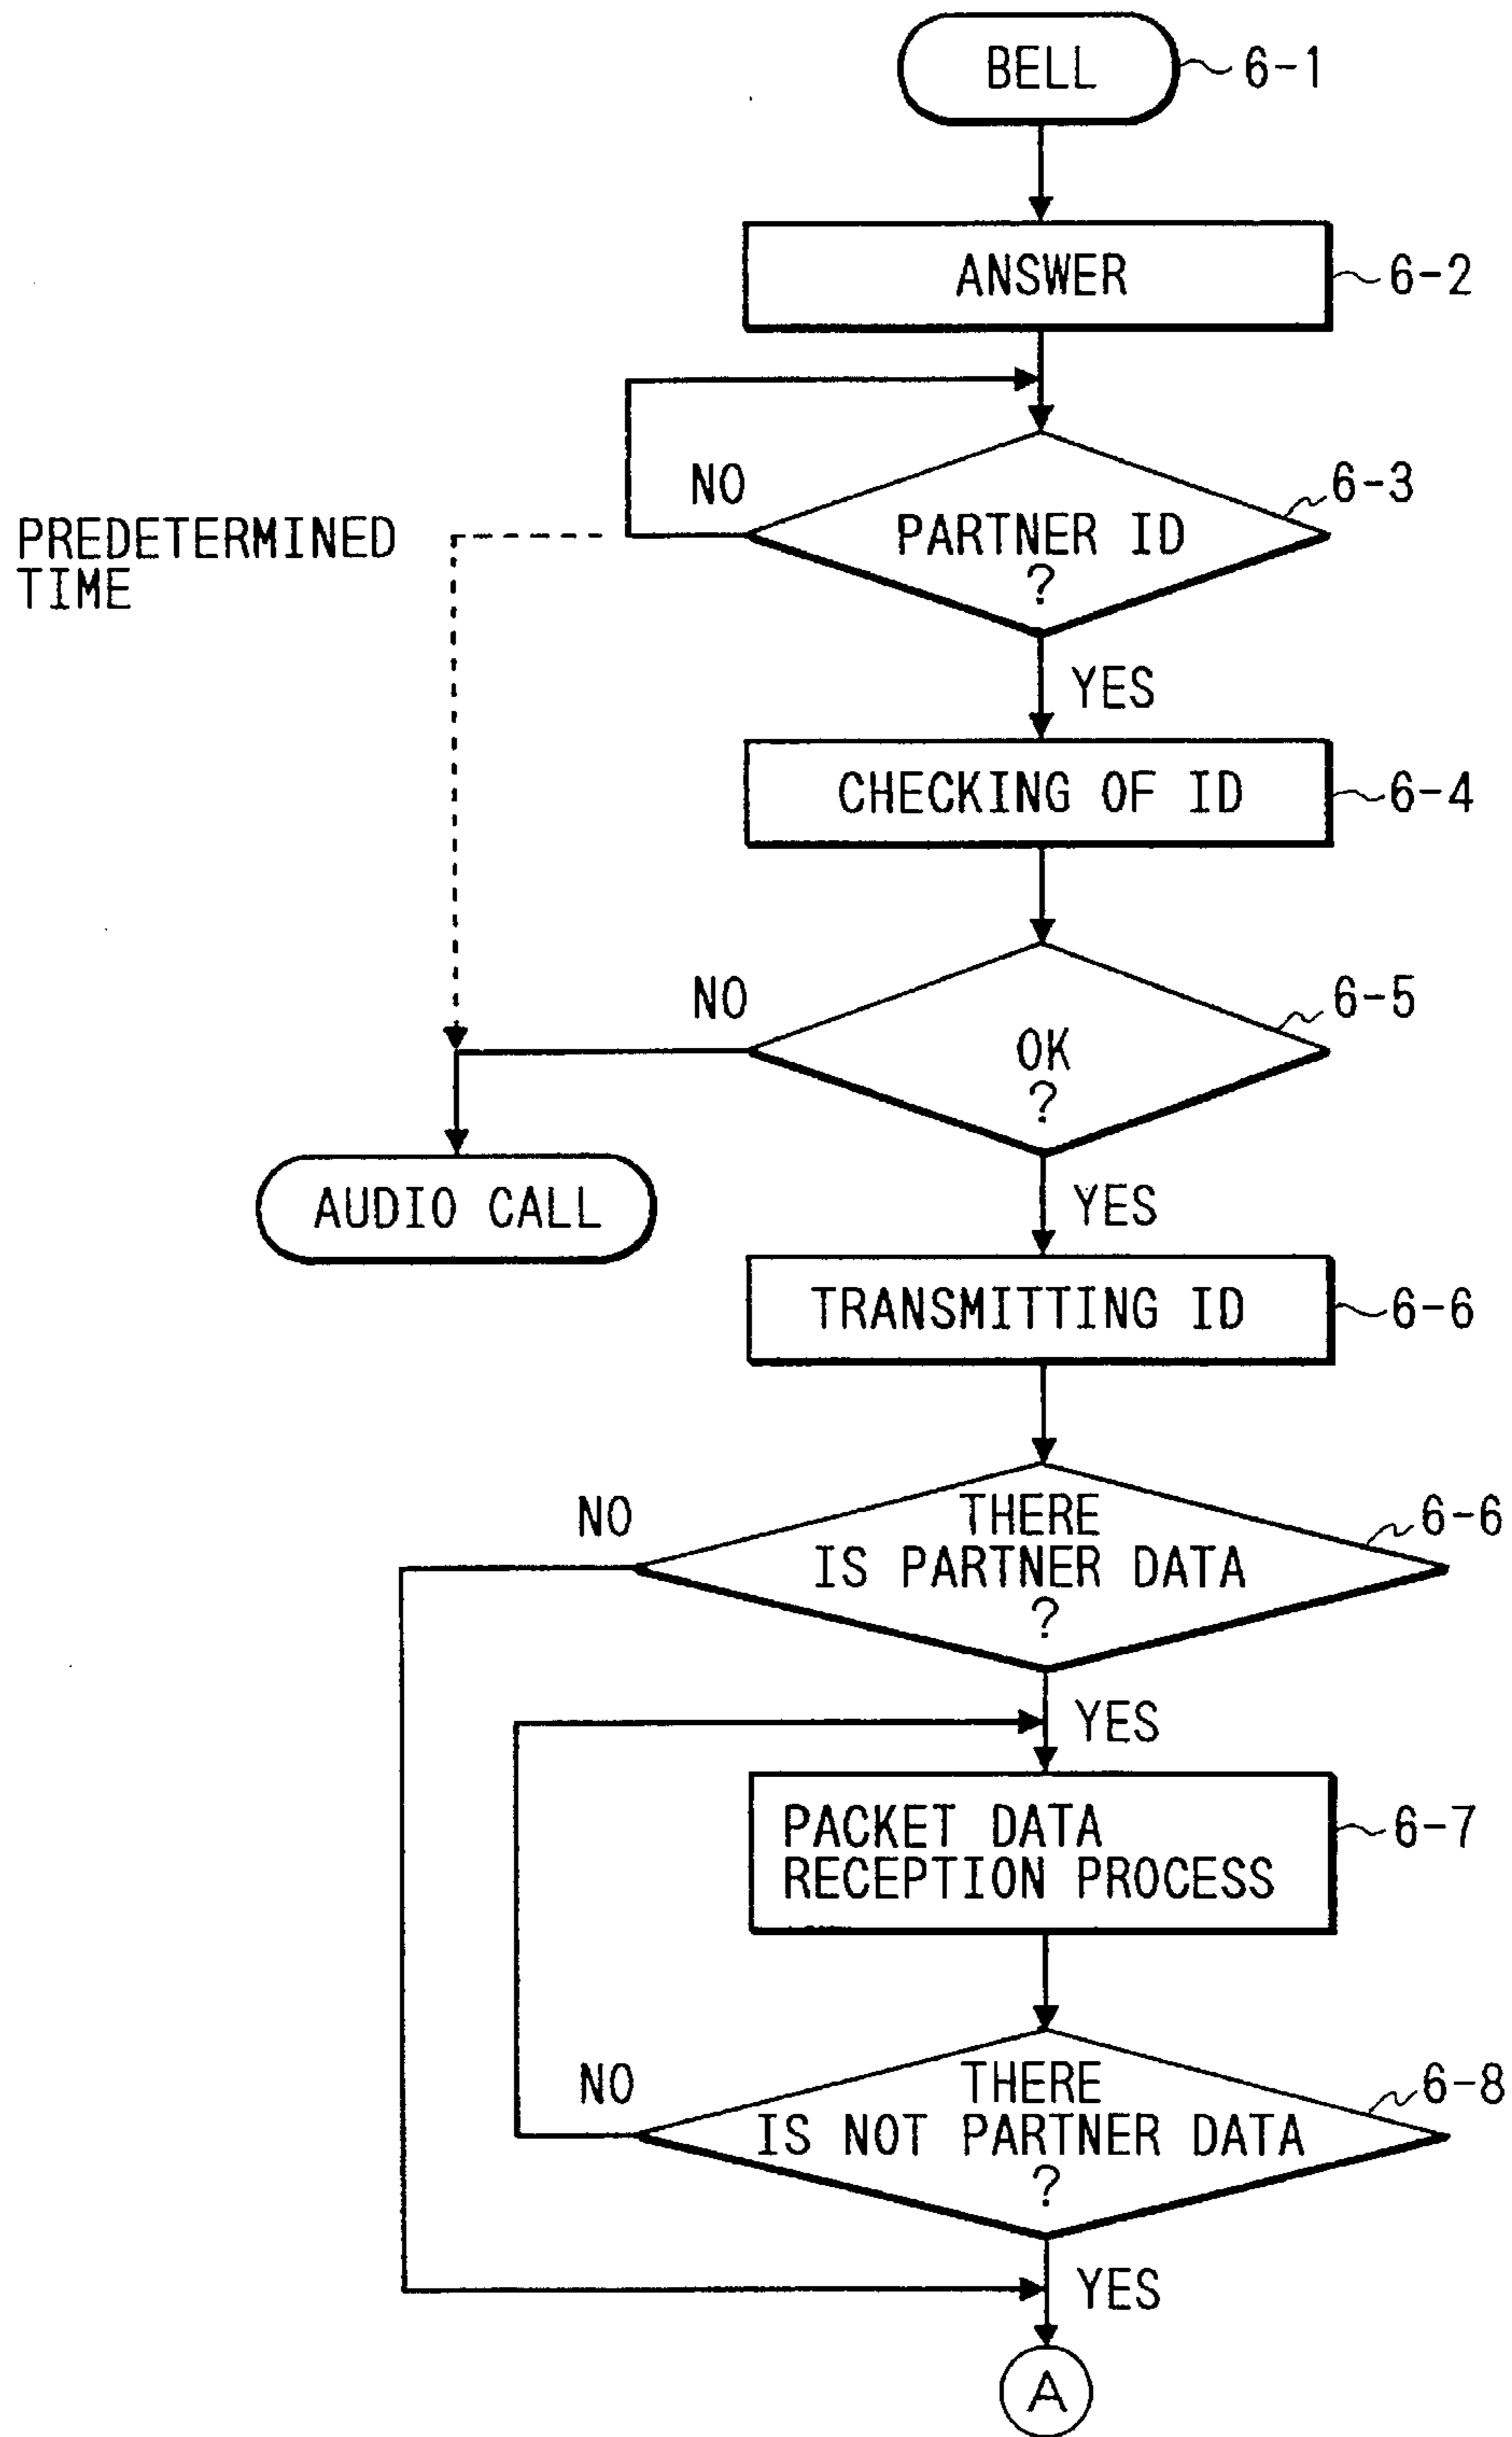 BELL
6-1
ANSWER
6-2
NO
6-3
PREDETERMINED
TIME
PARTNER ID
?
YES
CHECKING OF ID
6-4
NO
6-5
OK
?
AUDIO CALL
YES
TRANSMITTING ID
6-6
NO
THERE
6-6
IS PARTNER DATA
?
YES
PACKET DATA
6-7
RECEPTION PROCESS
NO
THERE
6-8
IS NOT PARTNER DATA
?
YES
A